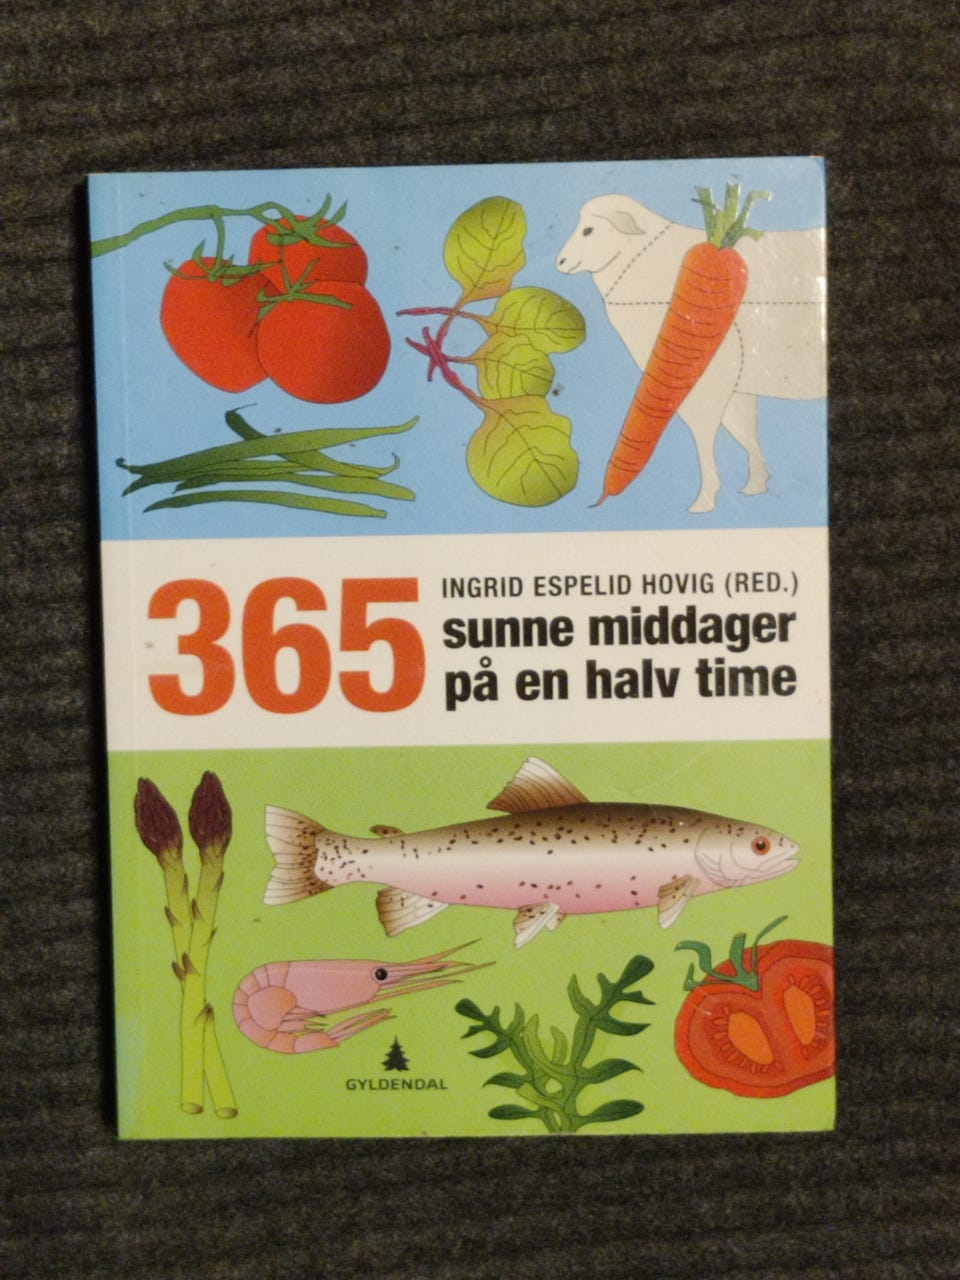 365
INGRID ESPELID HOVIG (RED.)
sunne middager
på en halv time
GYLDENDAL